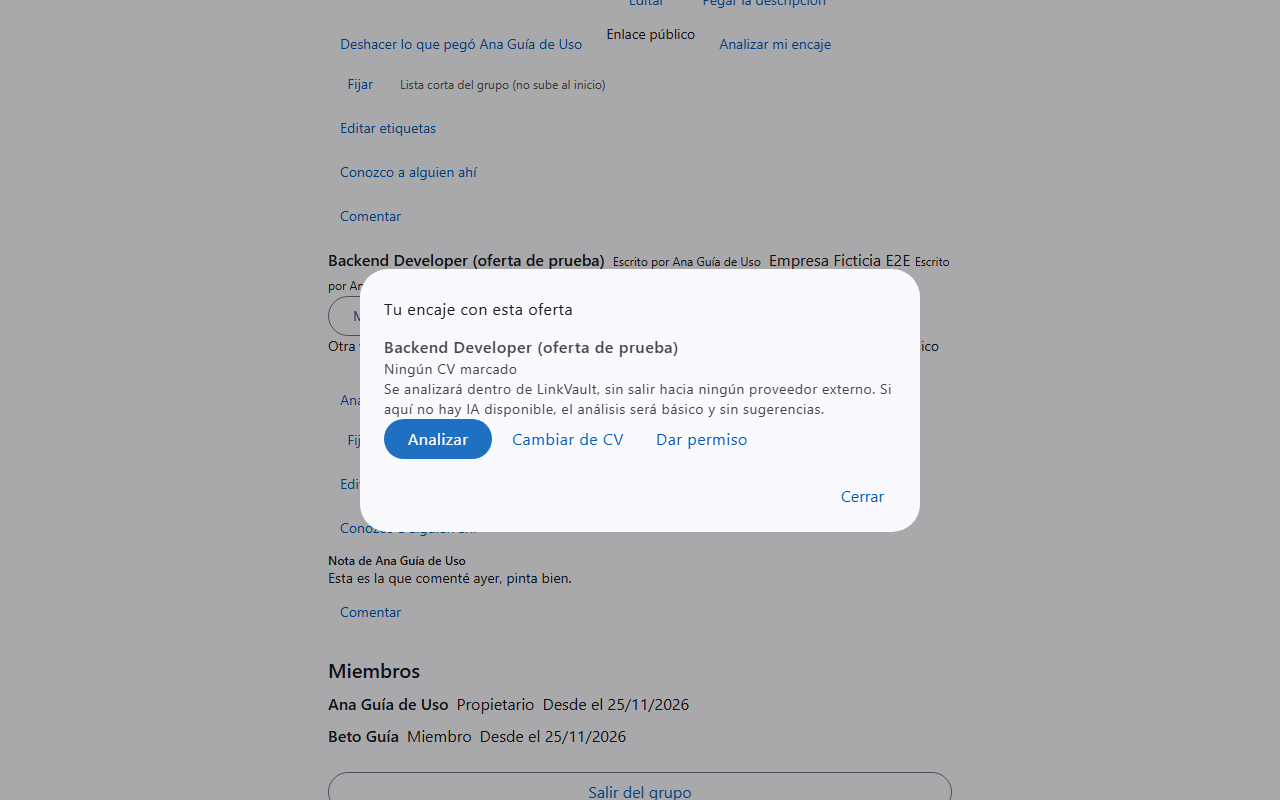 Editar Pegar la descripción
Deshacer lo que pegó Ana Guía de Uso Enlace público Analizar mi encaje
Fijar Lista corta del grupo (no sube al inicio)
Editar etiquetas
Conozco a alguien ahí
Comentar
Backend Developer (oferta de prueba) Escrito por Ana Guía de Uso Empresa Ficticia E2E Escrito
por
Otra
Tu encaje con esta oferta
Backend Developer (oferta de prueba)
Ningún CV marcado
Se analizará dentro de LinkVault, sin salir hacia ningún proveedor externo. Si
aquí no hay IA disponible, el análisis será básico y sin sugerencias.
Analizar Cambiar de CV Dar permiso
Cerrar
Conozco a alguien ahí
Nota de Ana Guía de Uso
Esta es la que comenté ayer, pinta bien.
Comentar
Miembros
Ana Guía de Uso Propietario Desde el 25/11/2026
Beto Guía Miembro Desde el 25/11/2026
Salir del grupo